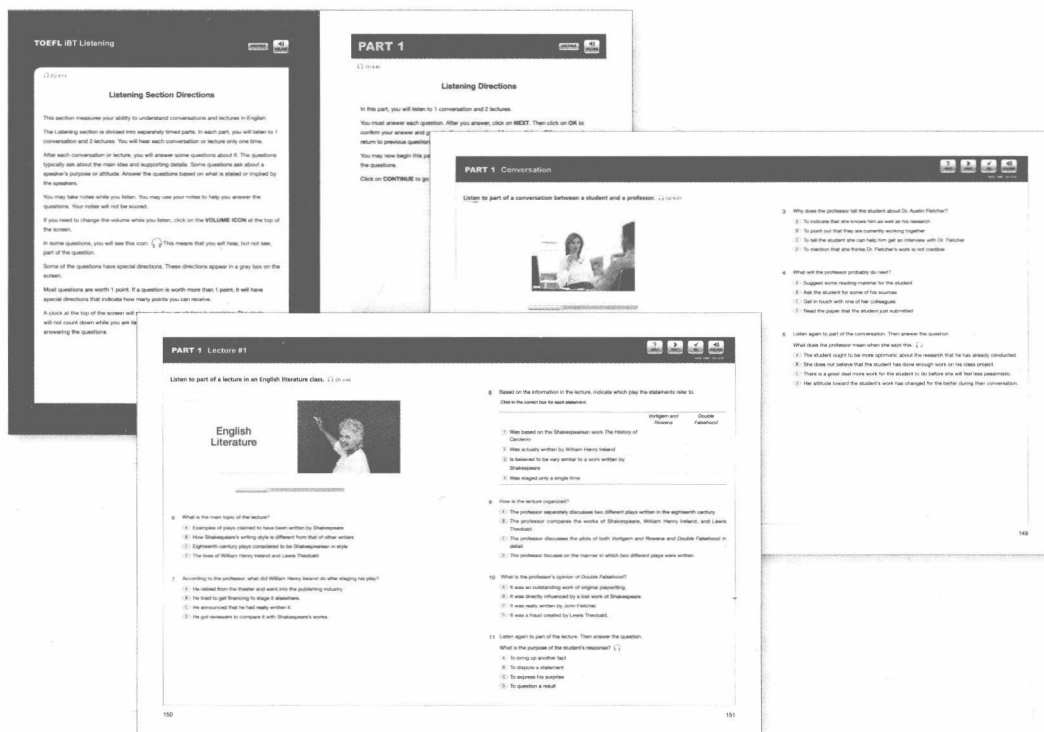 TOEFL iBT Listening
Listening Section Directions
This section measures your ability to understand conversations and lectures in English.
The Listening section is divided into separately timed parts. In each part, you will listen to 1
conversation and 2 lectures. You will hear each conversation or lecture only one time.
After each conversation or lecture, you will answer some questions about it. The questions
typically ask about the main idea and supporting details. Some questions ask about a
speaker's purpose or attitude. Answer the questions based on what is stated or implied by
the speakers.
You may take notes while you listen. You may use your notes to help you answer the
questions. Your notes will not be scored.
If you need to change the volume while you listen, click on the VOLUME ICON at the top of
the screen.
In some questions, you will see this icon: This means that you will hear, but not see,
part of the question.
Some of the questions have special directions. These directions appear in a gray box on the
screen.
Most questions are worth 1 point. If a question is worth more than 1 point, it will have
special directions that indicate how many points you can receive.
A clock at the top of the screen will
will not count down while you are
answering the questions.
PART 1
Listening Directions
In this part, you will listen to 1 conversation and 2 lectures.
You must answer each question. After you answer, click on NEXT. Then click on OK to
confirm your answer and
return to previous question
You may now begin this
the questions.
Click on CONTINUE to go
PART 1 Conversation
Listen to part of a conversation between a student and a professor.
3 Why does the professor tell the student about Dr. Austin Fletcher?
A To indicate that she knows him as well as his research
B To point out that they are currently working together
C To tell the student she can help him get an interview with Dr. Fletcher
D To mention that she thinks Dr. Fletcher's work is not credible
4 What will the professor probably do next?
A Suggest some reading material for the student
B Ask the student for some of his sources
C Get in touch with one of her colleagues
D Read the paper that the student just submitted
5 Listen again to part of the conversation. Then answer the question.
What does the professor mean when she says this:
A The student ought to be more optimistic about the research that he has already conducted.
B She does not believe that the student has done enough work on his class project.
C There is a great deal more work for the student to do before she will feel less pessimistic.
D Her attitude toward the student's work has changed for the better during their conversation.
149
PART 1 Lecture #1
Listen to part of a lecture in an English literature class.
English
Literature
6 What is the main topic of the lecture?
A Examples of plays claimed to have been written by Shakespeare
B How Shakespeare's writing style is different from that of other writers
C Eighteenth-century plays considered to be Shakespearean in style
D The lives of William Henry Ireland and Lewis Theobald
7 According to the professor, what did William Henry Ireland do after staging his play?
A He retired from the theater and went into the publishing industry.
B He tried to get financing to stage it elsewhere.
C He announced that he had really written it.
D He got reviewers to compare it with Shakespeare's works.
150
8 Based on the information in the lecture, indicate which play the statements refer to.
Click in the correct box for each statement.
Vortigern and
Rowena
Double
Falsehood
1 Was based on the Shakespearean work The History of
Cardenio
2 Was actually written by William Henry Ireland
3 Is believed to be very similar to a work written by
Shakespeare
4 Was staged only a single time
9 How is the lecture organized?
A The professor separately discusses two different plays written in the eighteenth century.
B The professor compares the works of Shakespeare, William Henry Ireland, and Lewis
Theobald.
C The professor discusses the plots of both Vortigern and Rowena and Double Falsehood in
detail.
D The professor focuses on the manner in which two different plays were written.
10 What is the professor's opinion of Double Falsehood?
A It was an outstanding work of original playwriting.
B It was directly influenced by a lost work of Shakespeare.
C It was really written by John Fletcher.
D It was a fraud created by Lewis Theobald.
11 Listen again to part of the lecture. Then answer the question.
What is the purpose of the student's response?
A To bring up another fact
B To dispute a statement
C To express his surprise
D To question a result
151